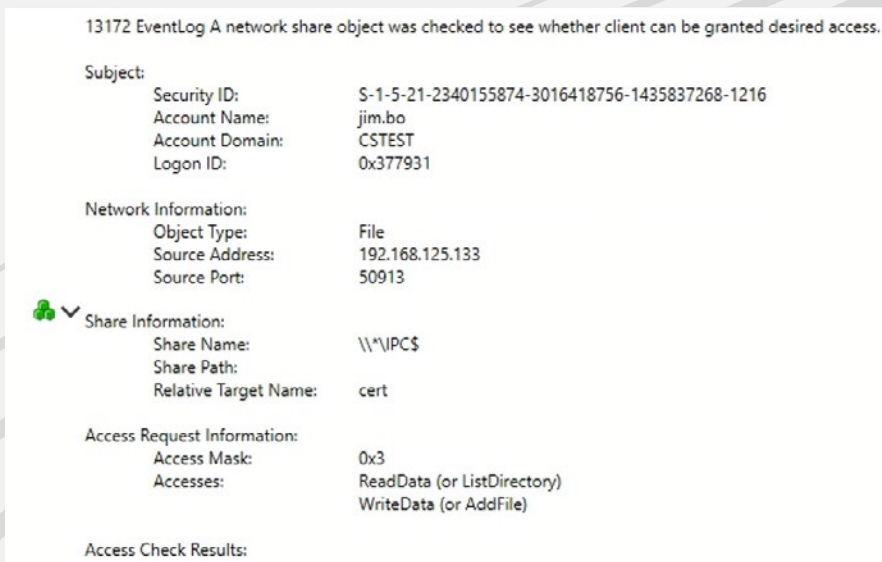 13172 EventLog A network share object was checked to see whether client can be granted desired access.
Subject:
Security ID: S-1-5-21-2340155874-3016418756-1435837268-1216
Account Name: jim.bo
Account Domain: CSTEST
Logon ID: 0x377931
Network Information:
Object Type: File
Source Address: 192.168.125.133
Source Port: 50913
Share Information:
Share Name: \\*\IPC$
Share Path:
Relative Target Name: cert
Access Request Information:
Access Mask: 0x3
Accesses: ReadData (or ListDirectory)
WriteData (or AddFile)
Access Check Results: